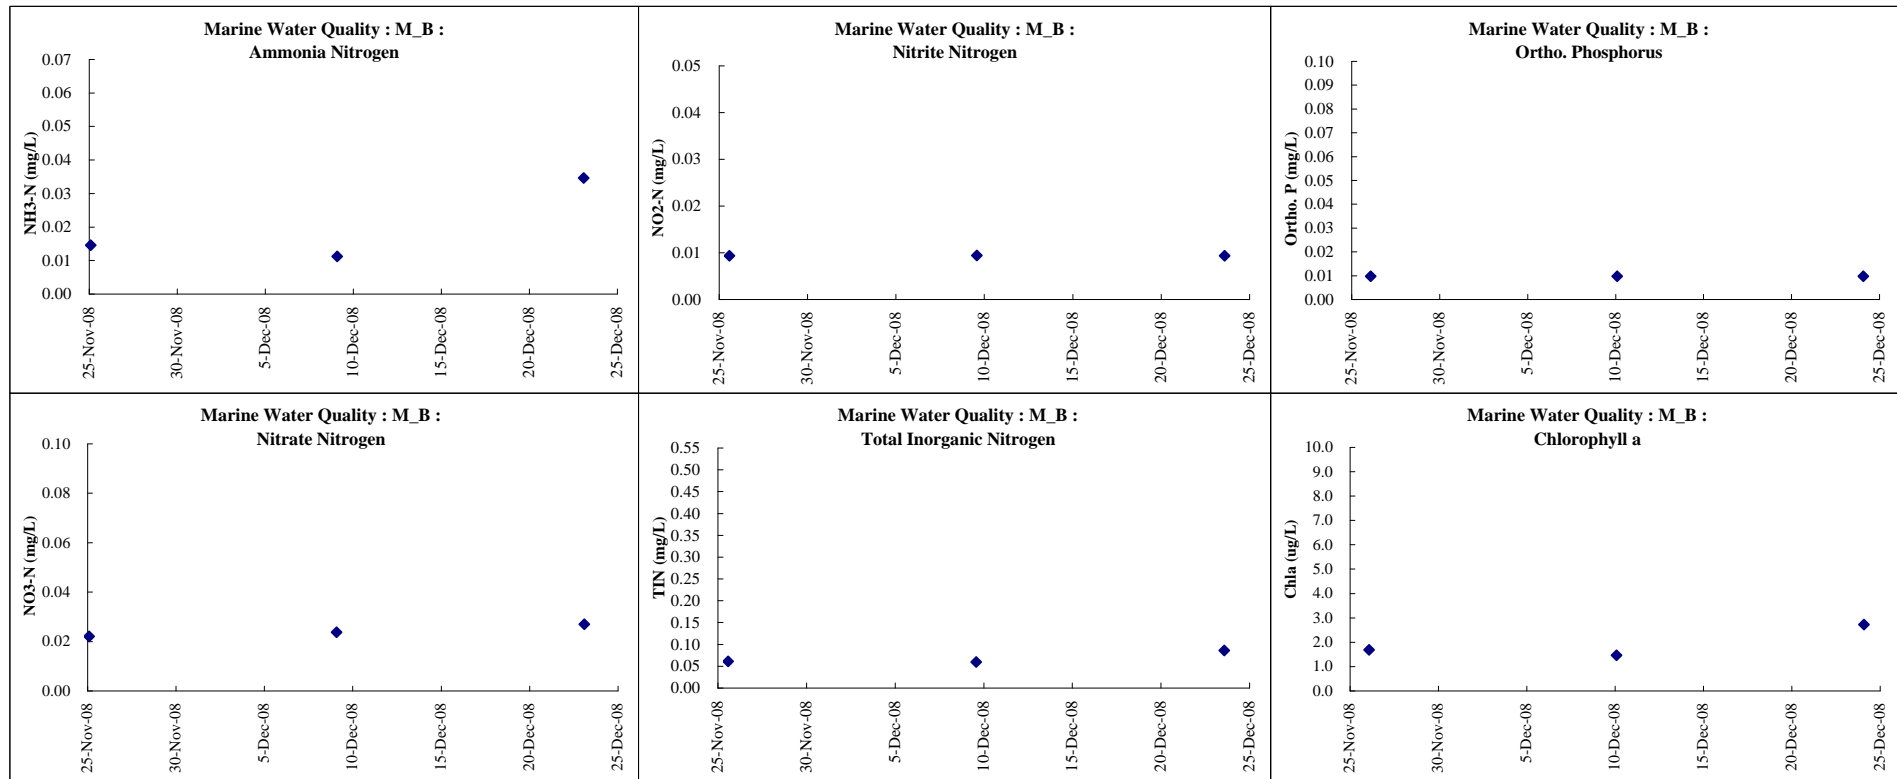 Marine Water Quality : M_B :
Ammonia Nitrogen
NH3-N (mg/L)
0.07
0.06
0.05
0.04
0.03
0.02
0.01
0.00
25-Nov-08
30-Nov-08
5-Dec-08
10-Dec-08
15-Dec-08
20-Dec-08
25-Dec-08
Marine Water Quality : M_B :
Nitrite Nitrogen
NO2-N (mg/L)
0.05
0.04
0.03
0.02
0.01
0.00
25-Nov-08
30-Nov-08
5-Dec-08
10-Dec-08
15-Dec-08
20-Dec-08
25-Dec-08
Marine Water Quality : M_B :
Ortho. Phosphorus
Ortho. P (mg/L)
0.10
0.09
0.08
0.07
0.06
0.05
0.04
0.03
0.02
0.01
0.00
25-Nov-08
30-Nov-08
5-Dec-08
10-Dec-08
15-Dec-08
20-Dec-08
25-Dec-08
Marine Water Quality : M_B :
Nitrate Nitrogen
NO3-N (mg/L)
0.10
0.08
0.06
0.04
0.02
0.00
25-Nov-08
30-Nov-08
5-Dec-08
10-Dec-08
15-Dec-08
20-Dec-08
25-Dec-08
Marine Water Quality : M_B :
Total Inorganic Nitrogen
TIN (mg/L)
0.55
0.50
0.45
0.40
0.35
0.30
0.25
0.20
0.15
0.10
0.05
0.00
25-Nov-08
30-Nov-08
5-Dec-08
10-Dec-08
15-Dec-08
20-Dec-08
25-Dec-08
Marine Water Quality : M_B :
Chlorophyll a
Chla (ug/L)
10.0
9.0
8.0
7.0
6.0
5.0
4.0
3.0
2.0
1.0
0.0
25-Nov-08
30-Nov-08
5-Dec-08
10-Dec-08
15-Dec-08
20-Dec-08
25-Dec-08